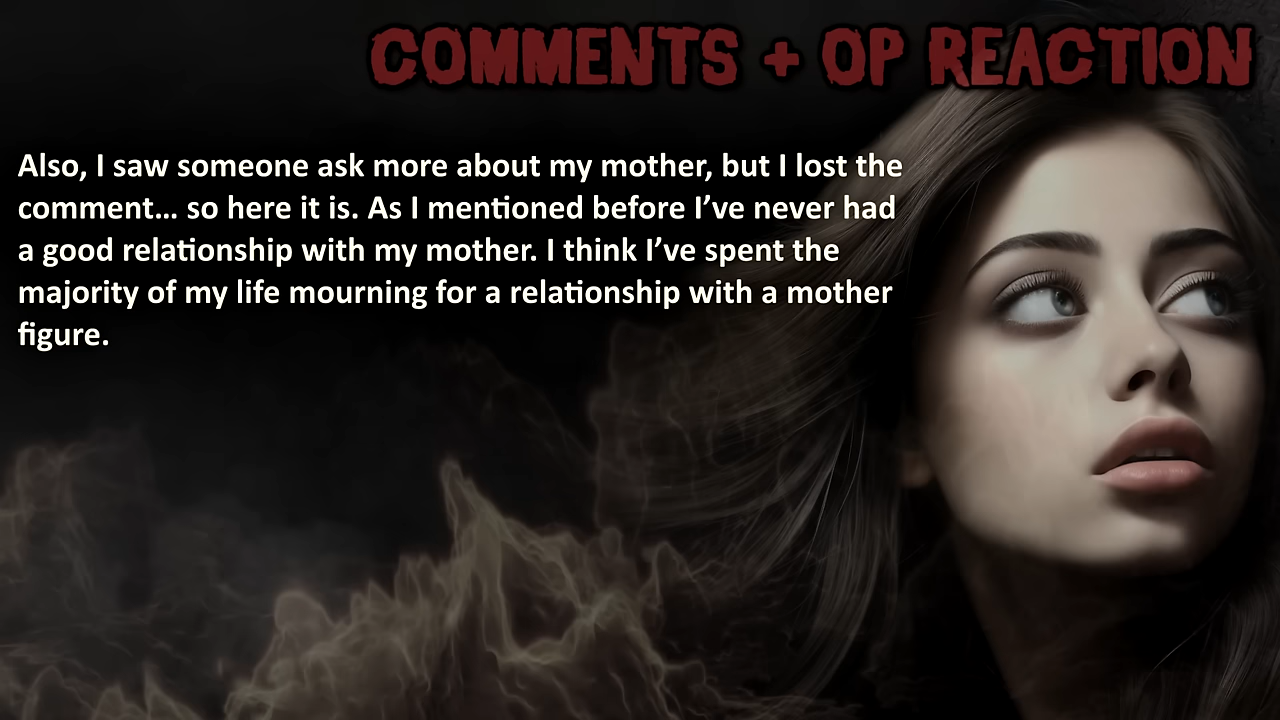 COMMENTS + OP REACTION
Also, I saw someone ask more about my mother, but I lost the
comment… so here it is. As I mentioned before I’ve never had
a good relationship with my mother. I think I’ve spent the
majority of my life mourning for a relationship with a mother
figure.